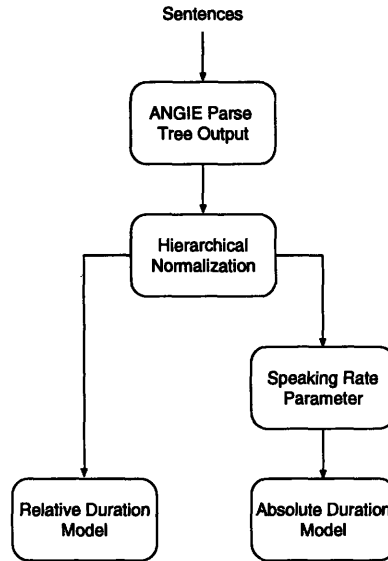 Sentences
ANGIE Parse
Tree Output
Hierarchical
Normalization
Speaking Rate
Parameter
Relative Duration
Model
Absolute Duration
Model